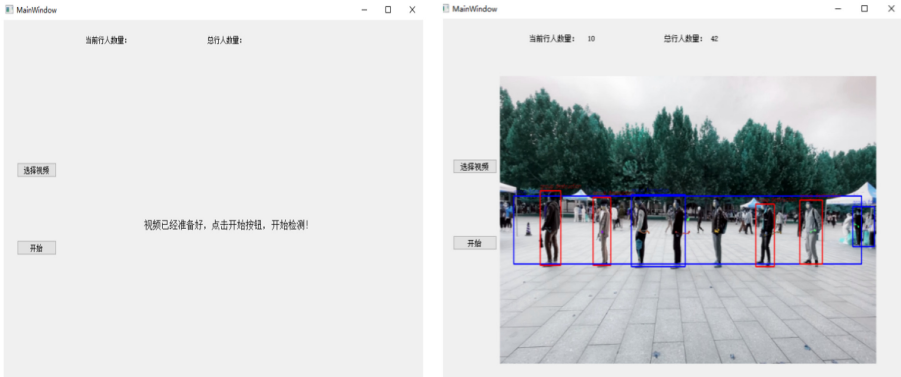 MainWindow
当前行人数量：
总行人数量：
选择视频
视频已经准备好，点击开始按钮，开始检测！
开始
MainWindow
当前行人数量： 10
总行人数量： 42
选择视频
开始